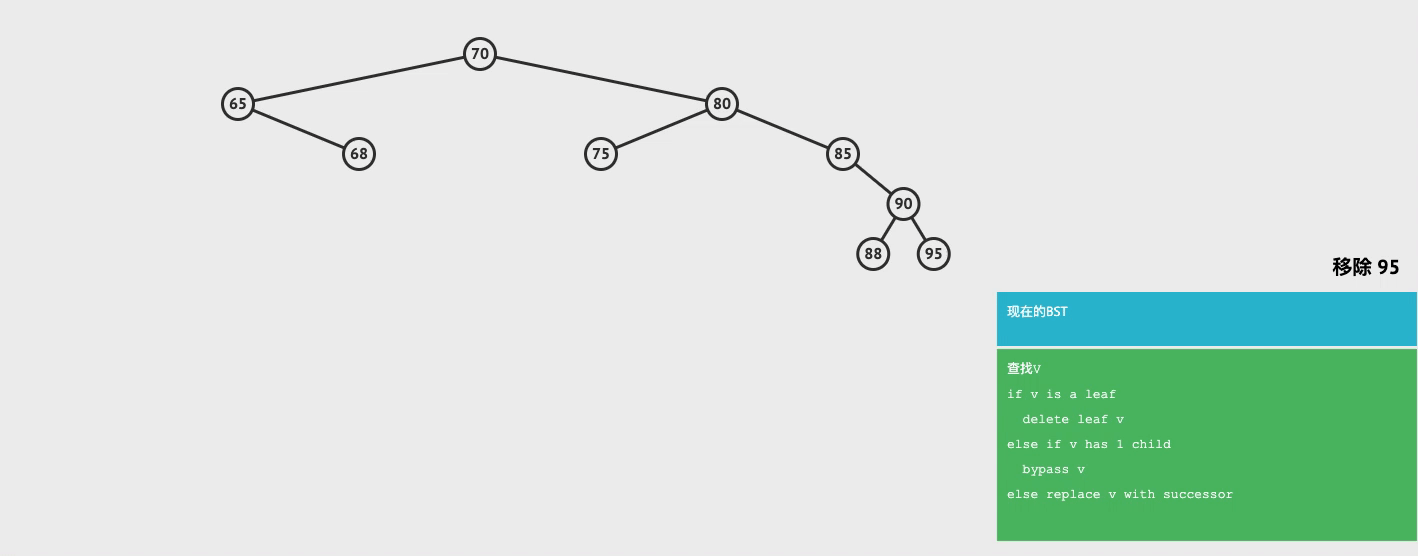 70
65
80
68
75
85
90
88
95
移除 95
现在的BST
查找v
if v is a leaf
delete leaf v
else if v has 1 child
bypass v
else replace v with successor